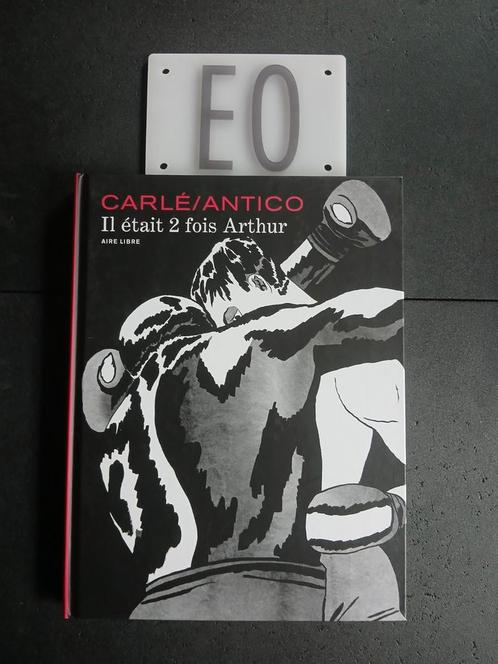 EO
CARLÉ/ANTICO
Il était 2 fois Arthur
AIRE LIBRE